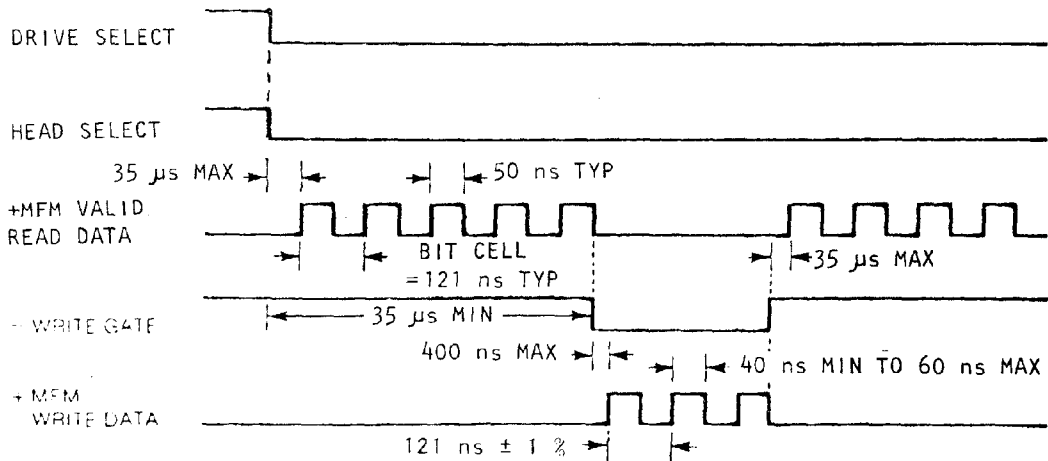 DRIVE SELECT
HEAD SELECT
35 µs MAX
50 ns TYP
+MFM VALID
READ DATA
BIT CELL
=121 ns TYP
35 µs MAX
35 µs MIN
- WRITE GATE
400 ns MAX
40 ns MIN TO 60 ns MAX
+ MFM
WRITE DATA
121 ns ± 1 %